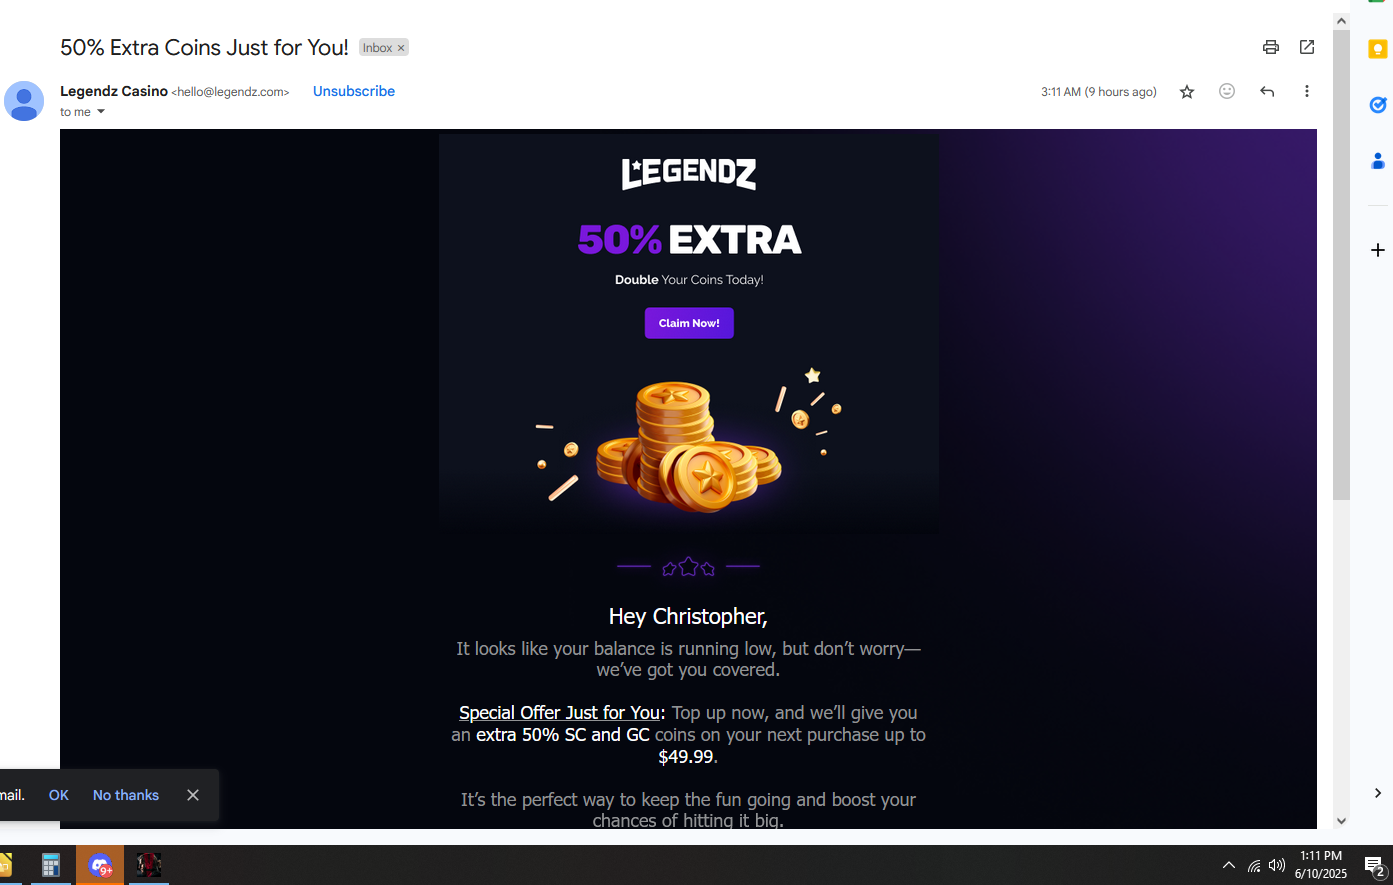 50% Extra Coins Just for You!
Inbox ×
Legendz Casino <hello@legendz.com> Unsubscribe
3:11 AM (9 hours ago)
to me
LEGENDZ
50% EXTRA
Double Your Coins Today!
Claim Now!
Hey Christopher,
It looks like your balance is running low, but don’t worry—
we’ve got you covered.
Special Offer Just for You: Top up now, and we’ll give you
an extra 50% SC and GC coins on your next purchase up to
$49.99.
It’s the perfect way to keep the fun going and boost your
chances of hitting it big.
mail. OK No thanks
9+
1:11 PM
6/10/2025
2